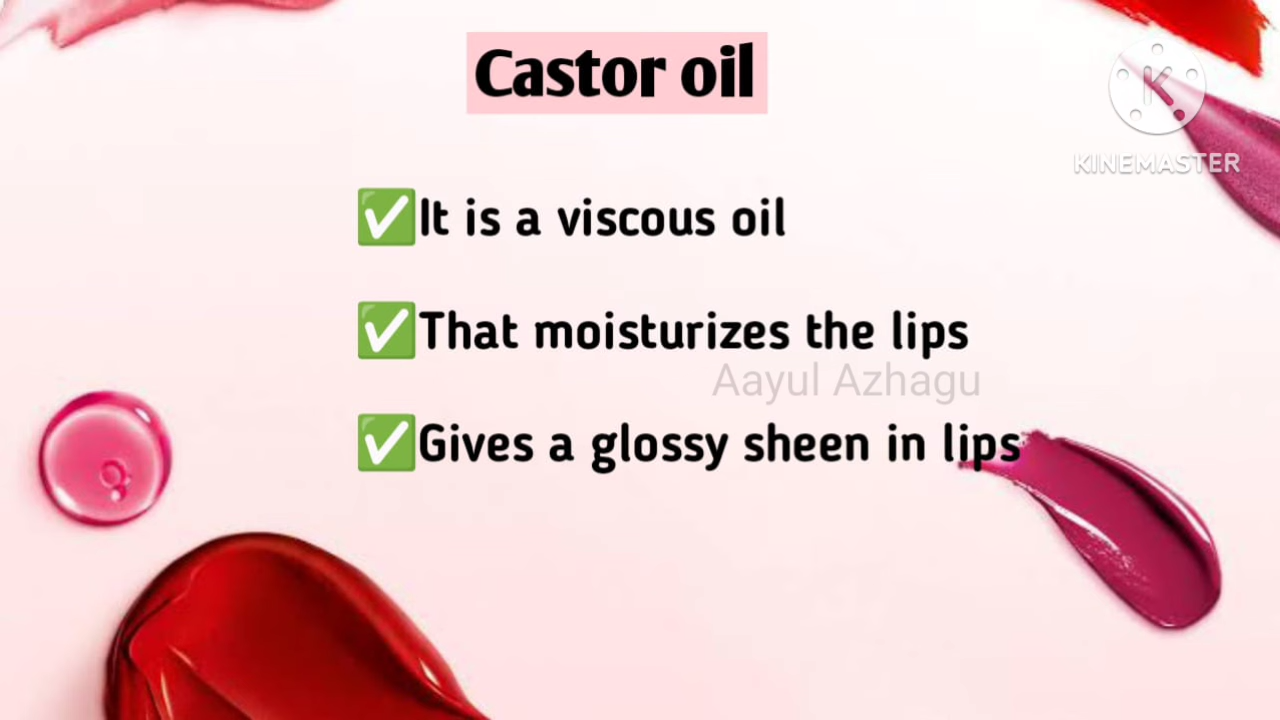 Castor oil
K
KINEMASTER
✅It is a viscous oil
✅That moisturizes the lips
Aayul Azhagu
✅Gives a glossy sheen in lips